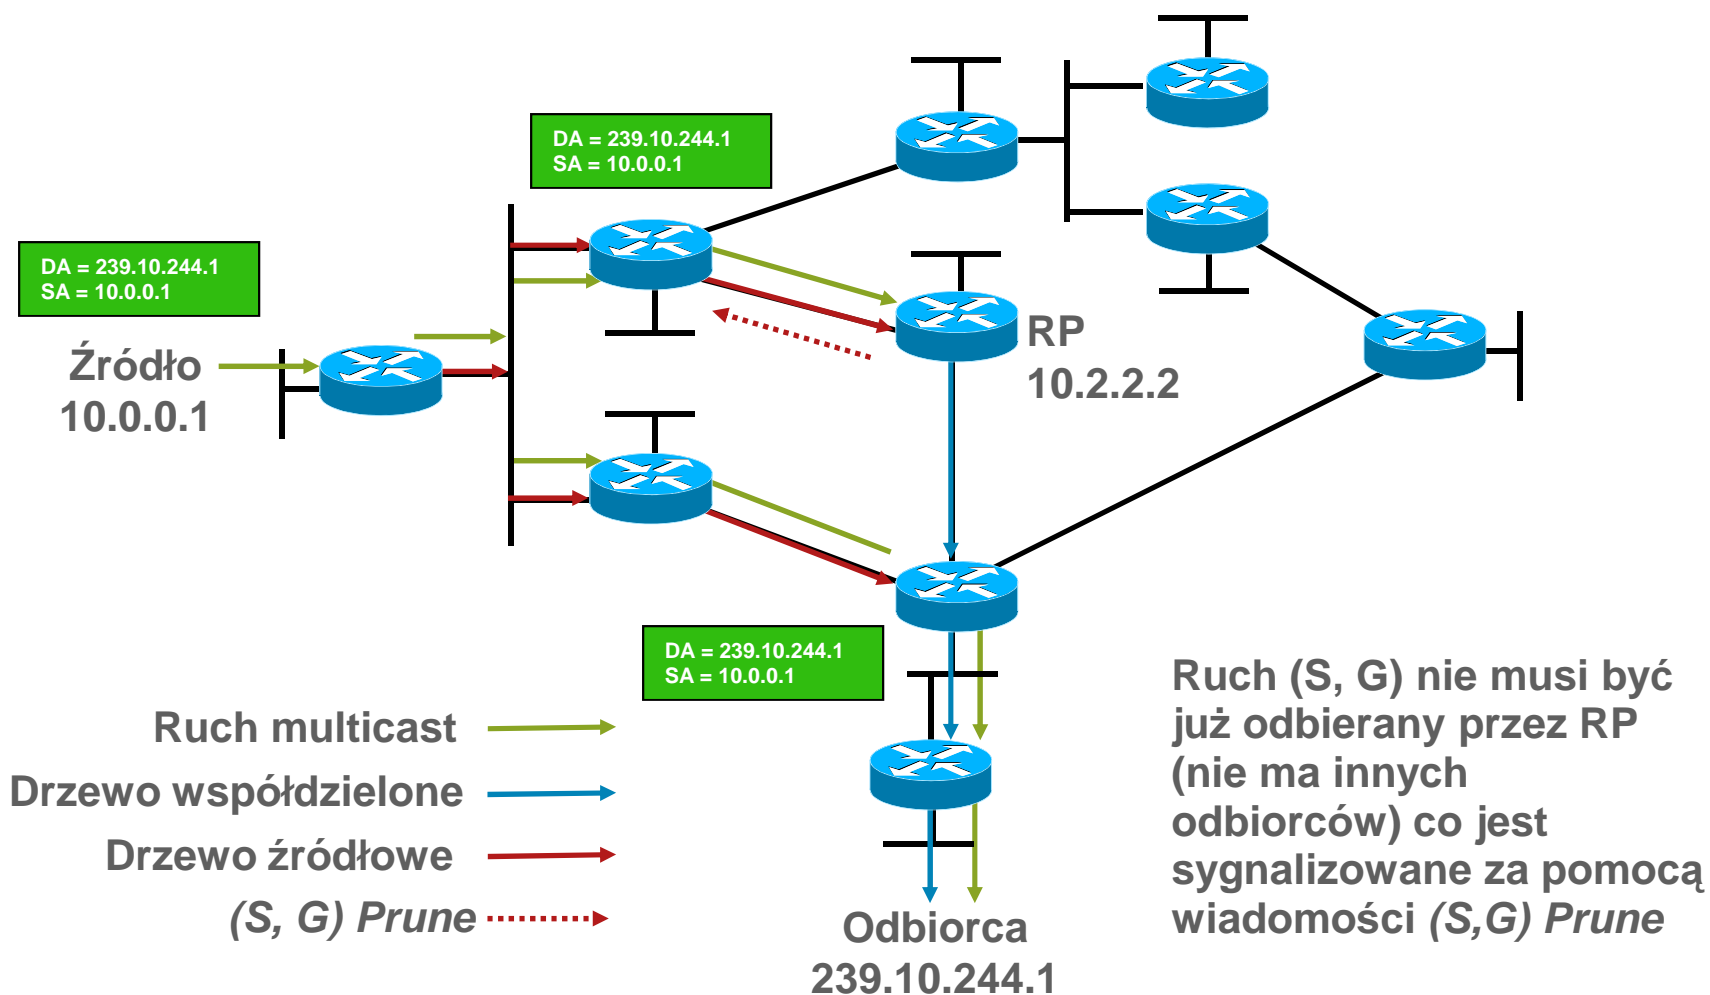 DA = 239.10.244.1
SA = 10.0.0.1
DA = 239.10.244.1
SA = 10.0.0.1
Źródło
10.0.0.1
RP
10.2.2.2
DA = 239.10.244.1
SA = 10.0.0.1
Ruch multicast
Drzewo współdzielone
Drzewo źródłowe
(S, G) Prune
Odbiorca
239.10.244.1
Ruch (S, G) nie musi być
już odbierany przez RP
(nie ma innych
odbiorców) co jest
sygnalizowane za pomocą
wiadomości (S,G) Prune